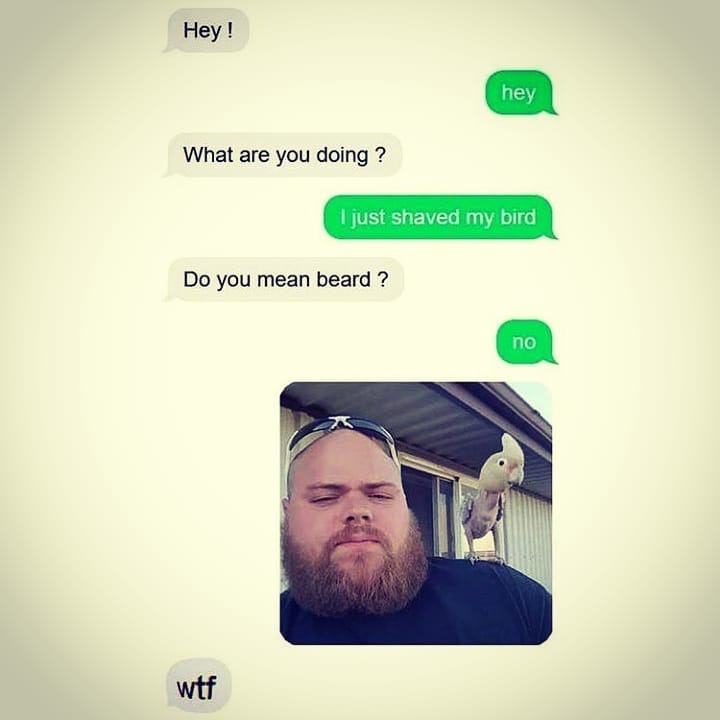 Hey !
hey
What are you doing ?
I just shaved my bird
Do you mean beard ?
no
wtf